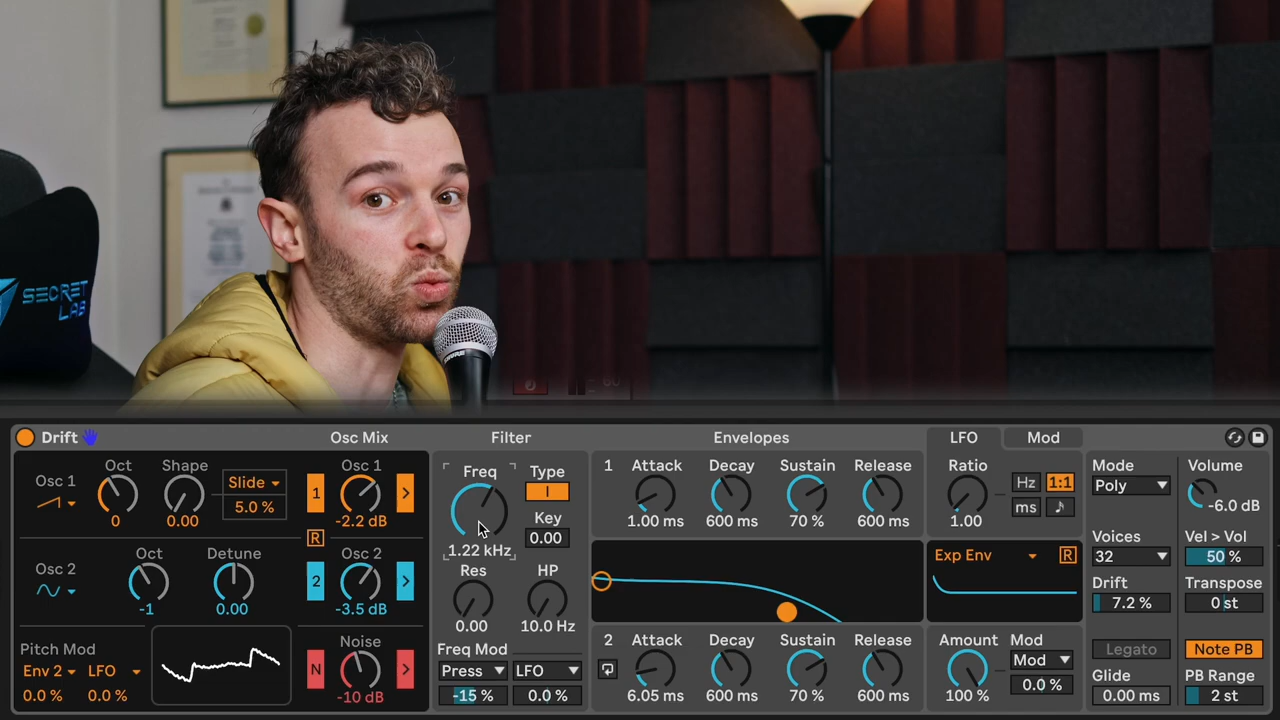 SECRET
LAB
SHURE
Drift
Osc Mix
Filter
Envelopes
LFO
Mod
Osc 1
Oct
0
Shape
0.00
Slide
5.0 %
1
Osc 1
-2.2 dB
R
Osc 2
Oct
-1
Detune
0.00
2
Osc 2
-3.5 dB
Pitch Mod
Env 2
LFO
0.0 %
0.0 %
N
Noise
-10 dB
Freq
1.22 kHz
Type
I
Key
0.00
Res
0.00
HP
10.0 Hz
Freq Mod
Press
LFO
-15 %
0.0 %
1
Attack
1.00 ms
Decay
600 ms
Sustain
70 %
Release
600 ms
2
Attack
6.05 ms
Decay
600 ms
Sustain
70 %
Release
600 ms
Ratio
1.00
Hz
1:1
ms
Exp Env
R
Amount
100 %
Mod
Mod
0.0 %
Mode
Poly
Voices
32
Drift
7.2 %
Legato
Glide
0.00 ms
Volume
-6.0 dB
Vel > Vol
50 %
Transpose
0 st
Note PB
PB Range
2 st